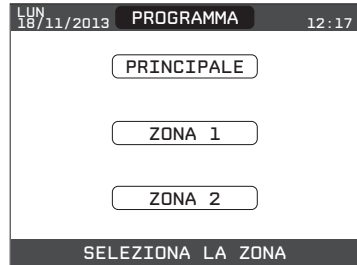 LUN
18/11/2013 PROGRAMMA 12:17
PRINCIPALE
ZONA 1
ZONA 2
SELEZIONA LA ZONA